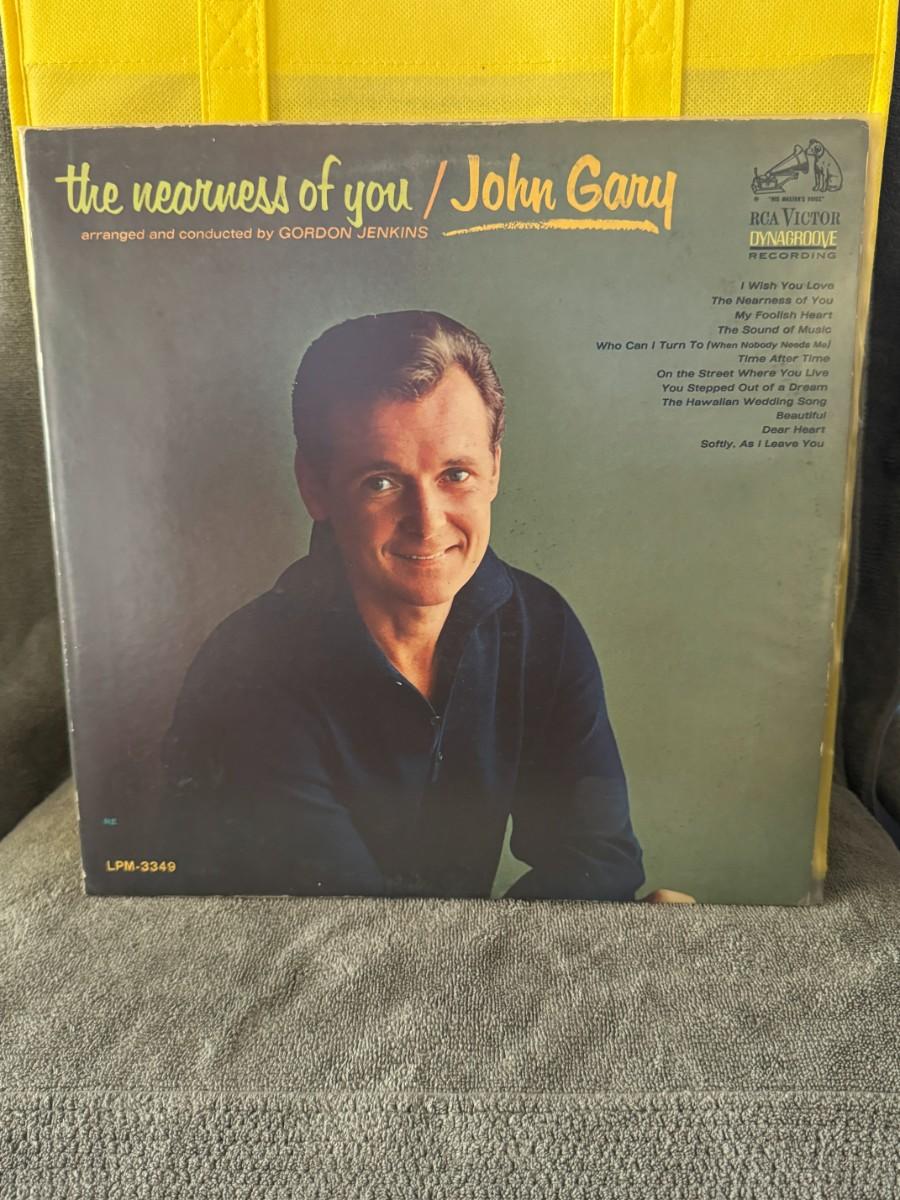 the nearness of you / John Gary
arranged and conducted by GORDON JENKINS
"HIS MASTER'S VOICE"
RCA VICTOR
DYNAGROOVE
RECORDING
I Wish You Love
The Nearness of You
My Foolish Heart
The Sound of Music
Who Can I Turn To (When Nobody Needs Me)
Time After Time
On the Street Where You Live
You Stepped Out of a Dream
The Hawaiian Wedding Song
Beautiful
Dear Heart
Softly, As I Leave You
LPM-3349